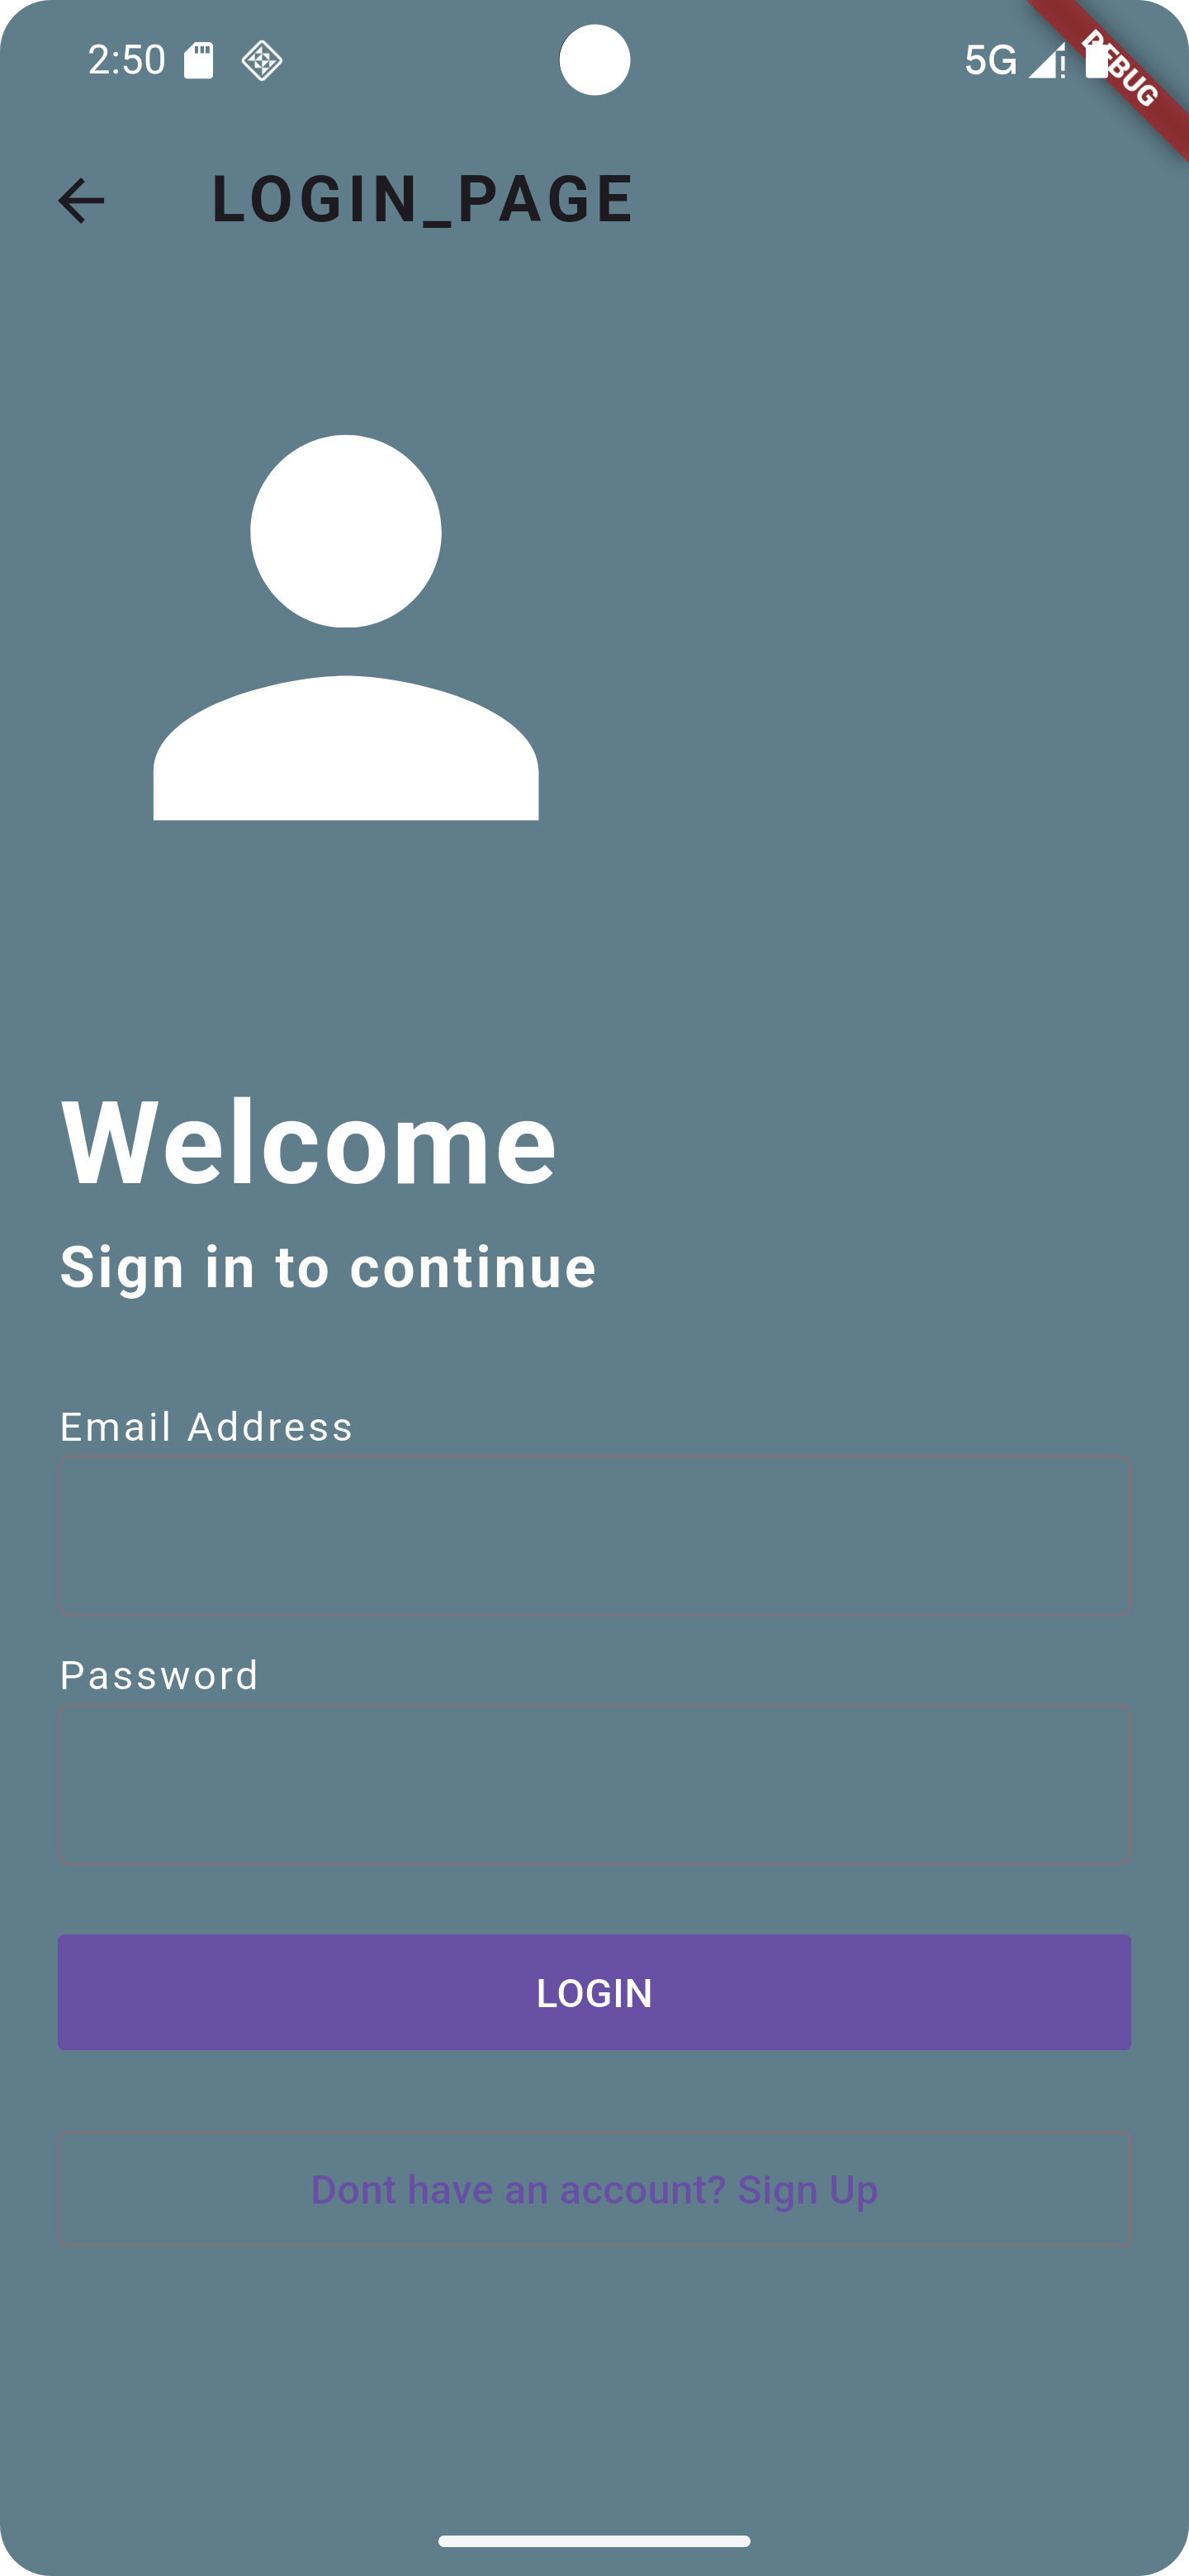 2:50
5G
DEBUG
LOGIN_PAGE
Welcome
Sign in to continue
Email Address
Password
LOGIN
Dont have an account? Sign Up